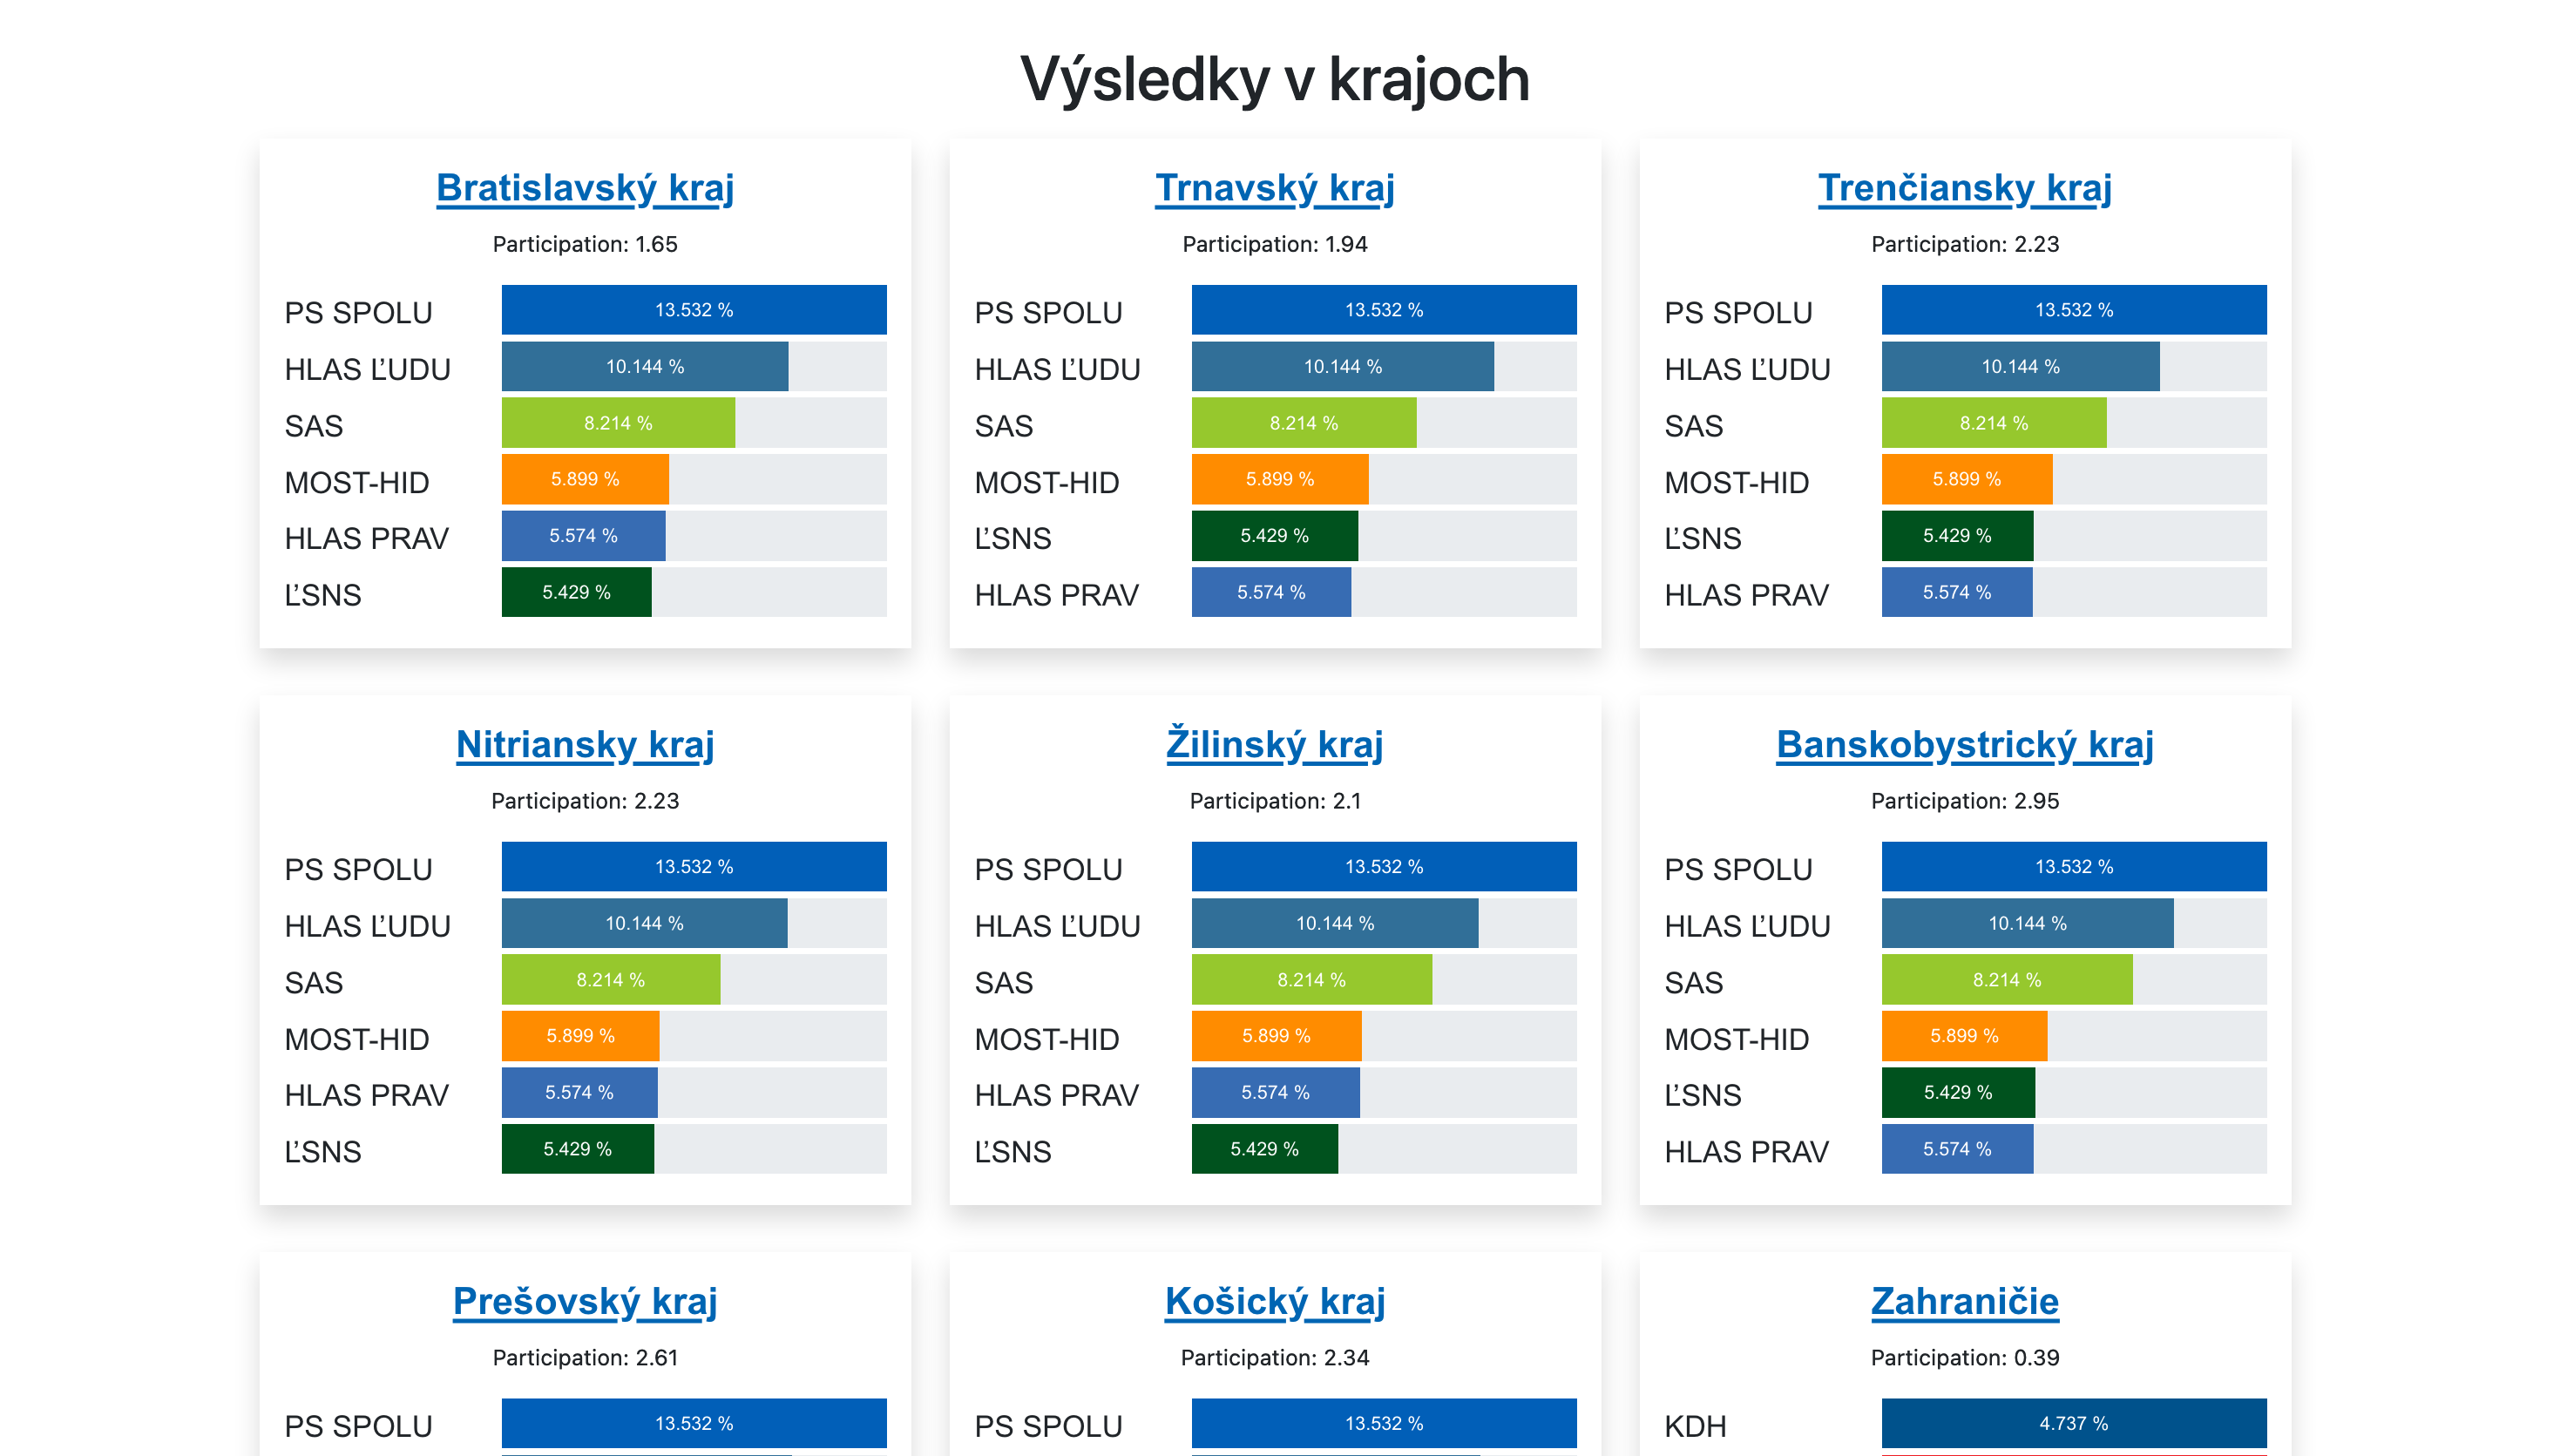 Výsledky v krajoch
Bratislavský kraj
Participation: 1.65
PS SPOLU 13.532 %
HLAS ĽUDU 10.144 %
SAS 8.214 %
MOST-HID 5.899 %
HLAS PRAV 5.574 %
ĽSNS 5.429 %
Trnavský kraj
Participation: 1.94
PS SPOLU 13.532 %
HLAS ĽUDU 10.144 %
SAS 8.214 %
MOST-HID 5.899 %
ĽSNS 5.429 %
HLAS PRAV 5.574 %
Trenčiansky kraj
Participation: 2.23
PS SPOLU 13.532 %
HLAS ĽUDU 10.144 %
SAS 8.214 %
MOST-HID 5.899 %
ĽSNS 5.429 %
HLAS PRAV 5.574 %
Nitriansky kraj
Participation: 2.23
PS SPOLU 13.532 %
HLAS ĽUDU 10.144 %
SAS 8.214 %
MOST-HID 5.899 %
HLAS PRAV 5.574 %
ĽSNS 5.429 %
Žilinský kraj
Participation: 2.1
PS SPOLU 13.532 %
HLAS ĽUDU 10.144 %
SAS 8.214 %
MOST-HID 5.899 %
HLAS PRAV 5.574 %
ĽSNS 5.429 %
Banskobystrický kraj
Participation: 2.95
PS SPOLU 13.532 %
HLAS ĽUDU 10.144 %
SAS 8.214 %
MOST-HID 5.899 %
ĽSNS 5.429 %
HLAS PRAV 5.574 %
Prešovský kraj
Participation: 2.61
PS SPOLU 13.532 %
Košický kraj
Participation: 2.34
PS SPOLU 13.532 %
Zahraničie
Participation: 0.39
KDH 4.737 %